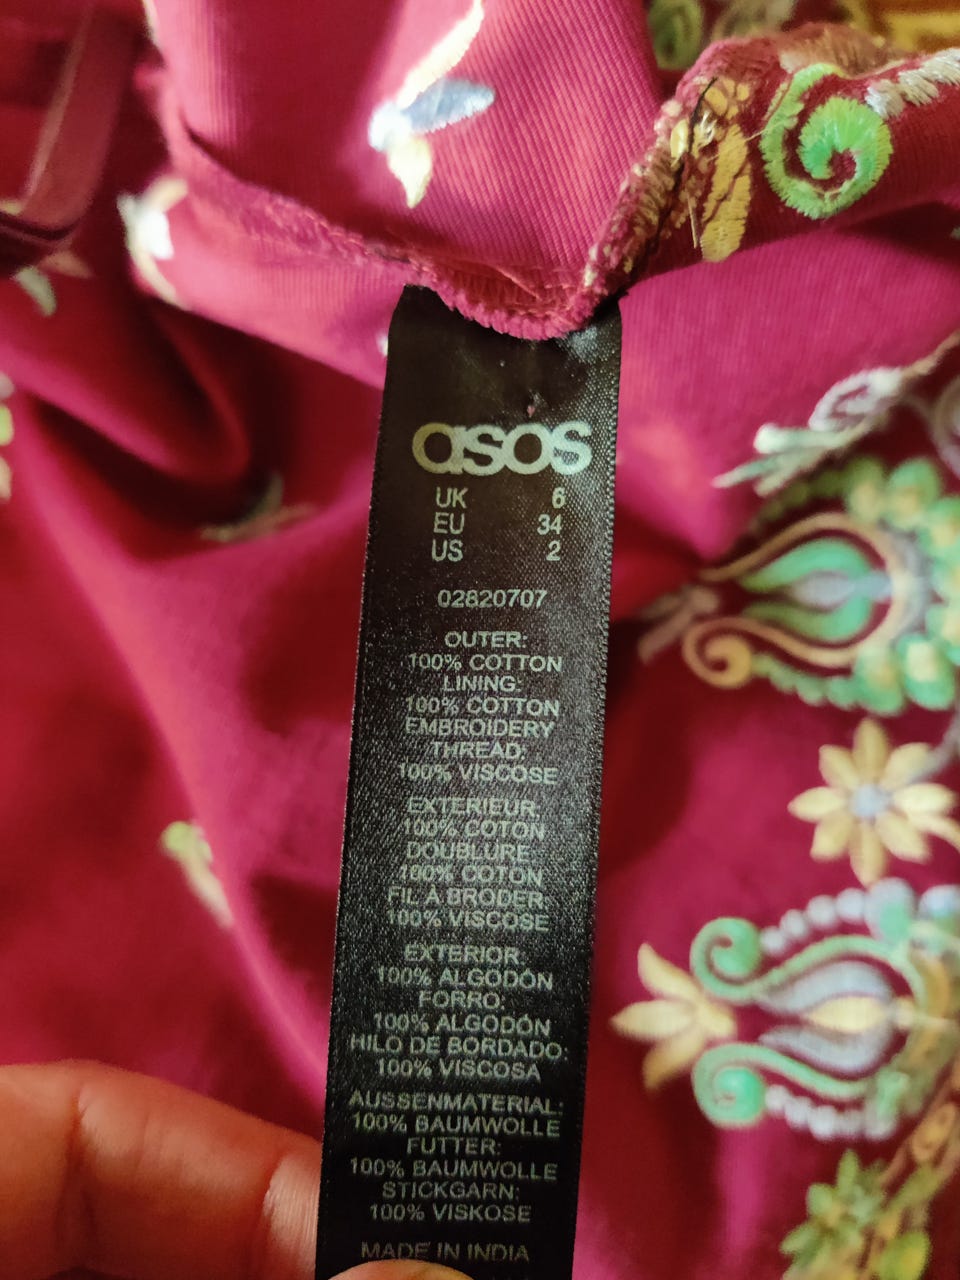 asos
UK 6
EU 34
US 2
02820707
OUTER:
100% COTTON
LINING:
100% COTTON
EMBROIDERY
THREAD:
100% VISCOSE
EXTERIEUR:
100% COTON
DOUBLURE:
100% COTON
FIL A BRODER:
100% VISCOSE
EXTERIOR:
100% ALGODÓN
FORRO:
100% ALGODÓN
HILO DE BORDADO:
100% VISCOSA
AUSSENMATERIAL:
100% BAUMWOLLE
FUTTER:
100% BAUMWOLLE
STICKGARN:
100% VISKOSE
MADE IN INDIA